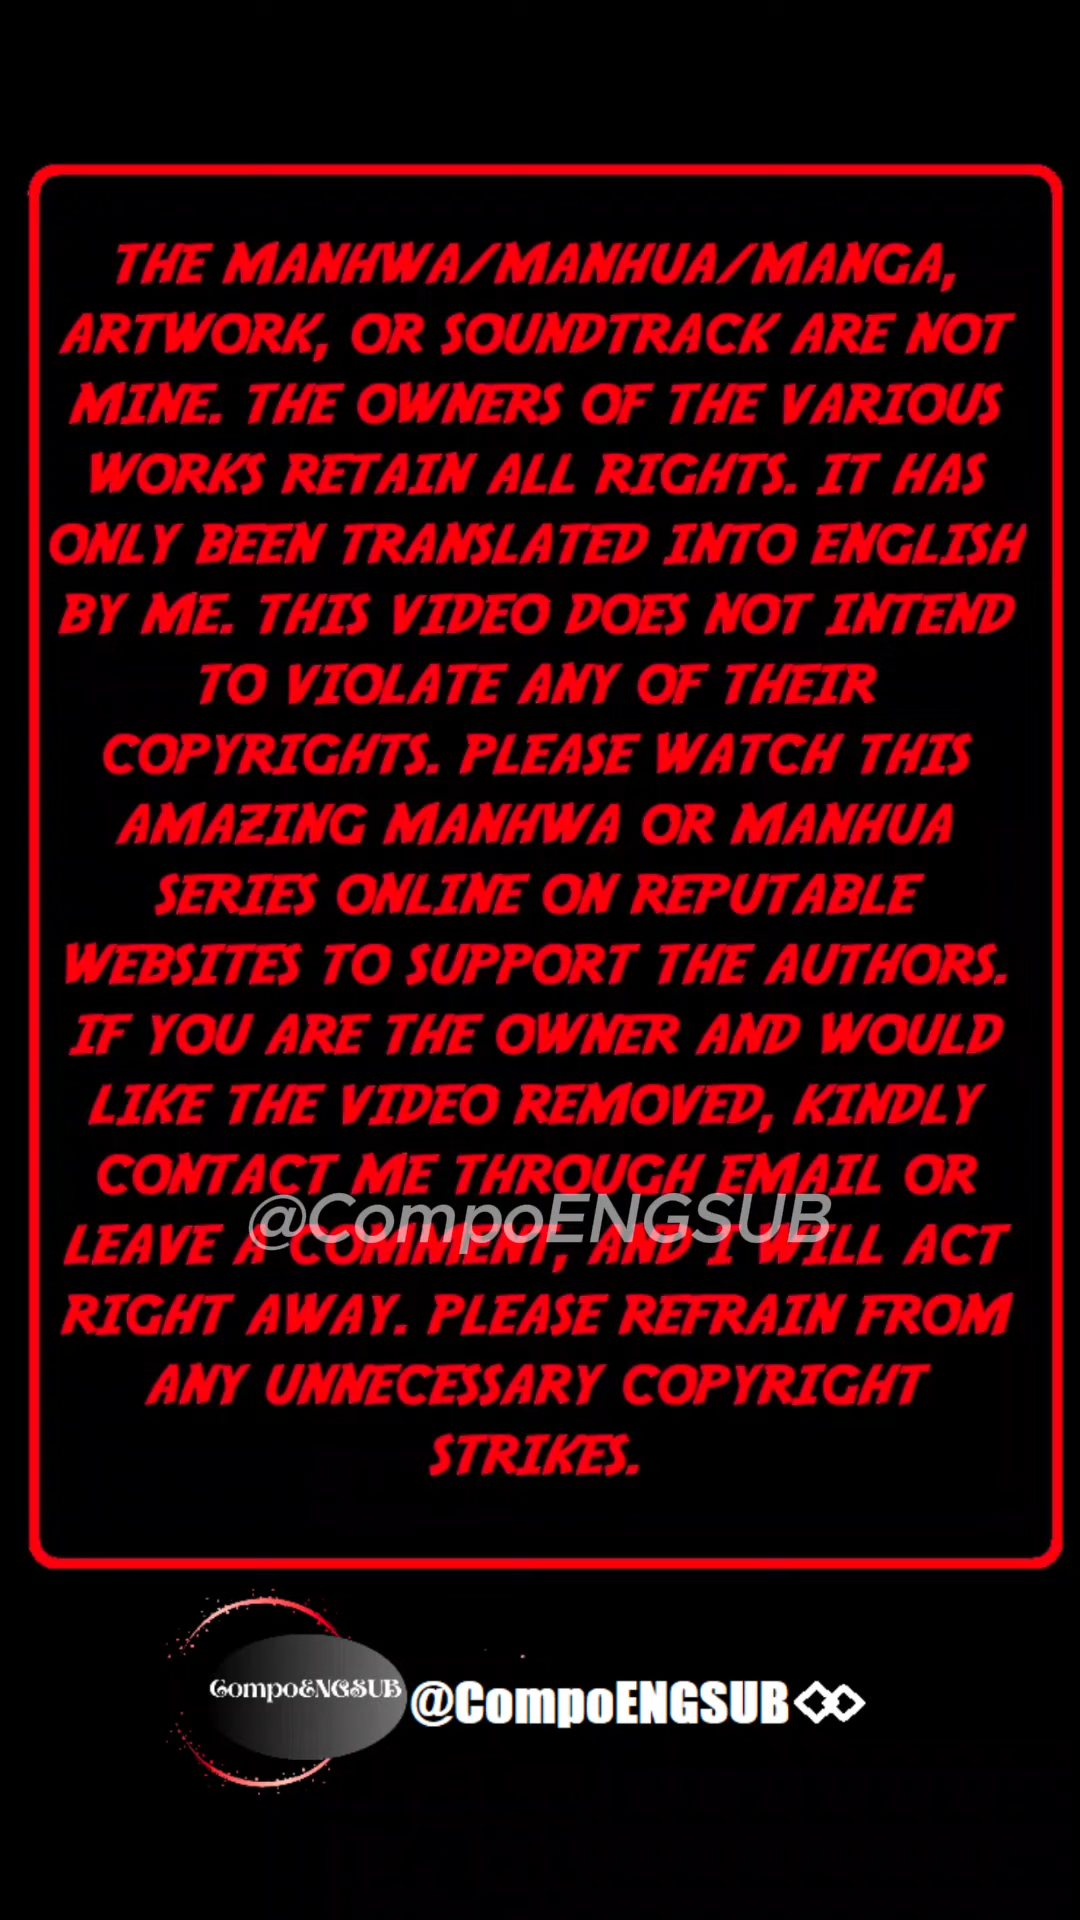 THE MANHWA/MANHUA/MANGA,
ARTWORK, OR SOUNDTRACK ARE NOT
MINE. THE OWNERS OF THE VARIOUS
WORKS RETAIN ALL RIGHTS. IT HAS
ONLY BEEN TRANSLATED INTO ENGLISH
BY ME. THIS VIDEO DOES NOT INTEND
TO VIOLATE ANY OF THEIR
COPYRIGHTS. PLEASE WATCH THIS
AMAZING MANHWA OR MANHUA
SERIES ONLINE ON REPUTABLE
WEBSITES TO SUPPORT THE AUTHORS.
IF YOU ARE THE OWNER AND WOULD
LIKE THE VIDEO REMOVED, KINDLY
CONTACT ME THROUGH EMAIL OR
@CompoENGSUB
LEAVE A COMMENT, AND I WILL ACT
RIGHT AWAY. PLEASE REFRAIN FROM
ANY UNNECESSARY COPYRIGHT
STRIKES.
CompoENGSUB
@CompoENGSUB